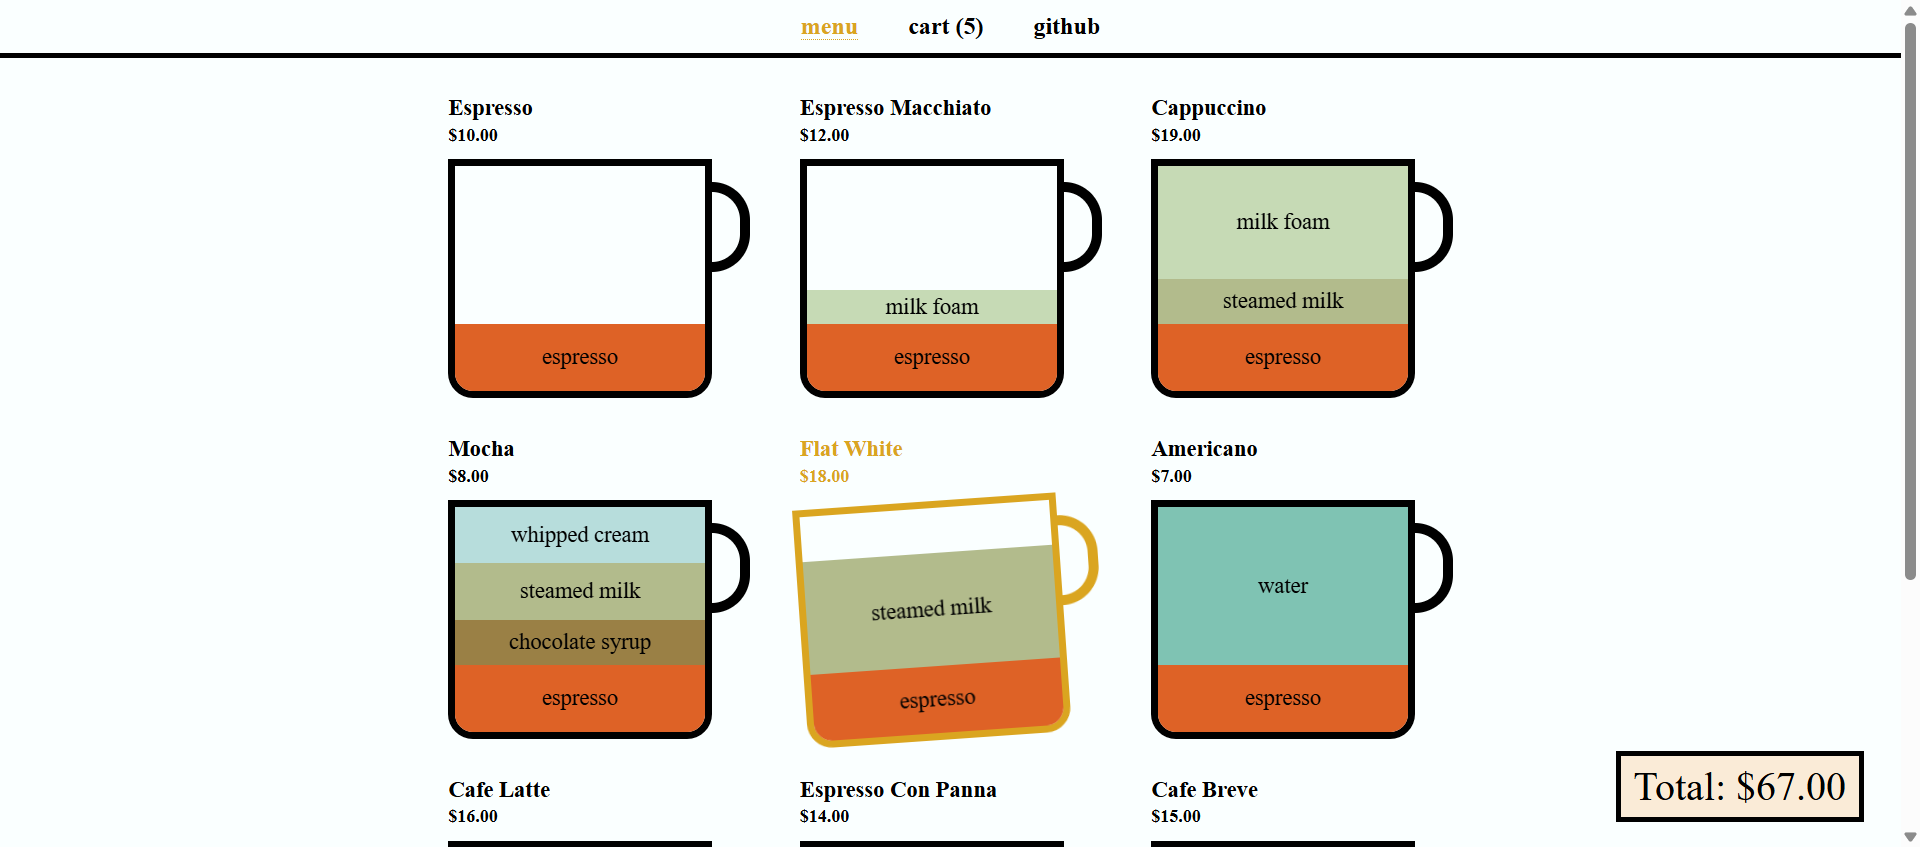 menu cart (5) github
Espresso
$10.00
espresso
Espresso Macchiato
$12.00
milk foam
espresso
Cappuccino
$19.00
milk foam
steamed milk
espresso
Mocha
$8.00
whipped cream
steamed milk
chocolate syrup
espresso
Flat White
$18.00
steamed milk
espresso
Americano
$7.00
water
espresso
Cafe Latte
$16.00
Espresso Con Panna
$14.00
Cafe Breve
$15.00
Total: $67.00